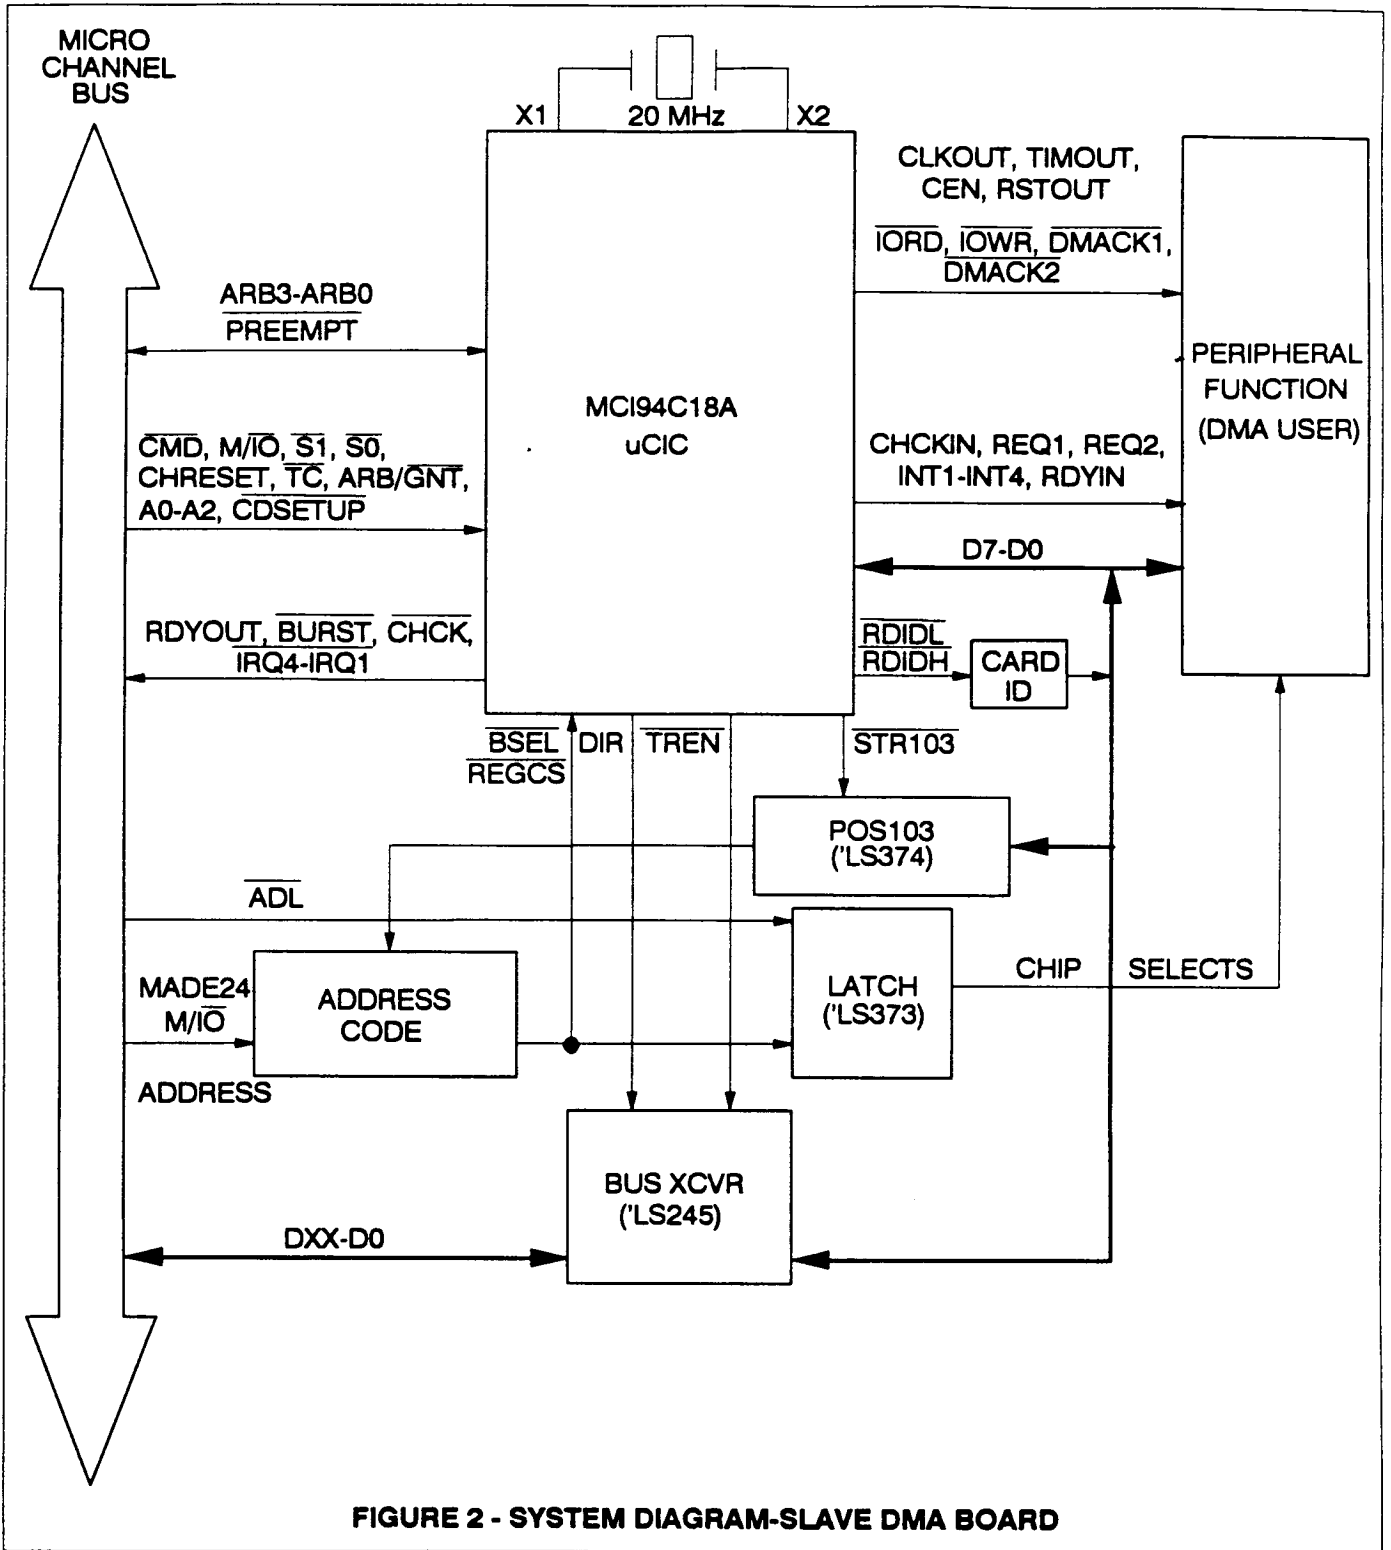 MICRO
CHANNEL
BUS
X1
20 MHz
X2
CLKOUT, TIMOUT,
CEN, RSTOUT
IORD, IOWR, DMACK1,
DMACK2
ARB3-ARB0
PREEMPT
PERIPHERAL
FUNCTION
(DMA USER)
MCI94C18A
uCIC
CMD, M/IO, S1, S0,
CHRESET, TC, ARB/GNT,
A0-A2, CDSETUP
CHCKIN, REQ1, REQ2,
INT1-INT4, RDYIN
D7-D0
RDYOUT, BURST, CHCK,
IRQ4-IRQ1
RDIDL
RDIDH
CARD
ID
BSEL
REGCS
DIR
TREN
STR103
POS103
('LS374)
ADL
MADE24
M/IO
ADDRESS
ADDRESS
CODE
LATCH
('LS373)
CHIP SELECTS
BUS XCVR
('LS245)
DXX-D0
FIGURE 2 - SYSTEM DIAGRAM-SLAVE DMA BOARD